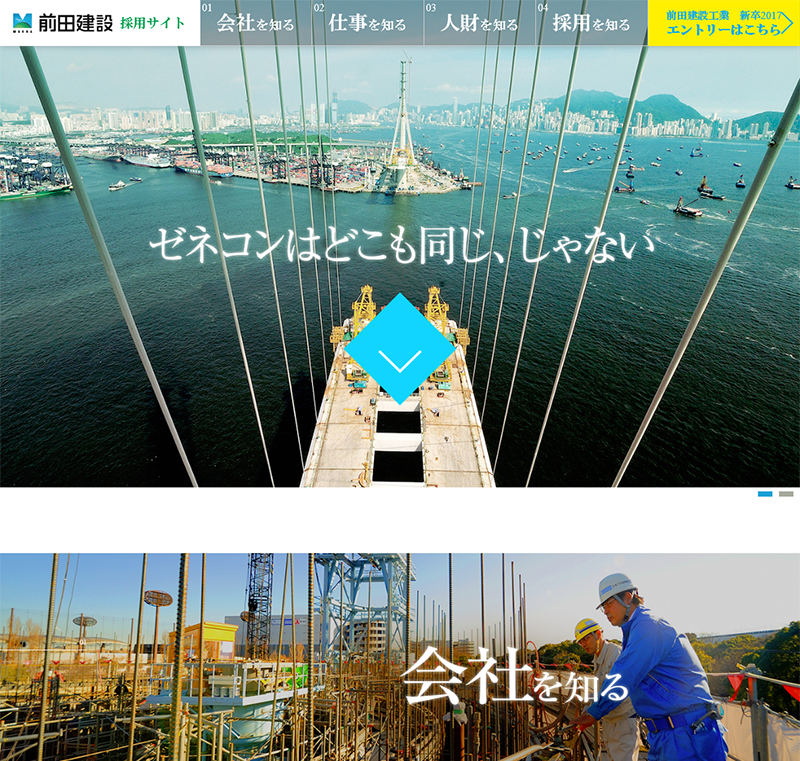 前田建設 採用サイト
01
会社を知る
02
仕事を知る
03
人財を知る
04
採用を知る
前田建設工業 新卒2017
エントリーはこちら
ゼネコンはどこも同じ、じゃない
会社を知る